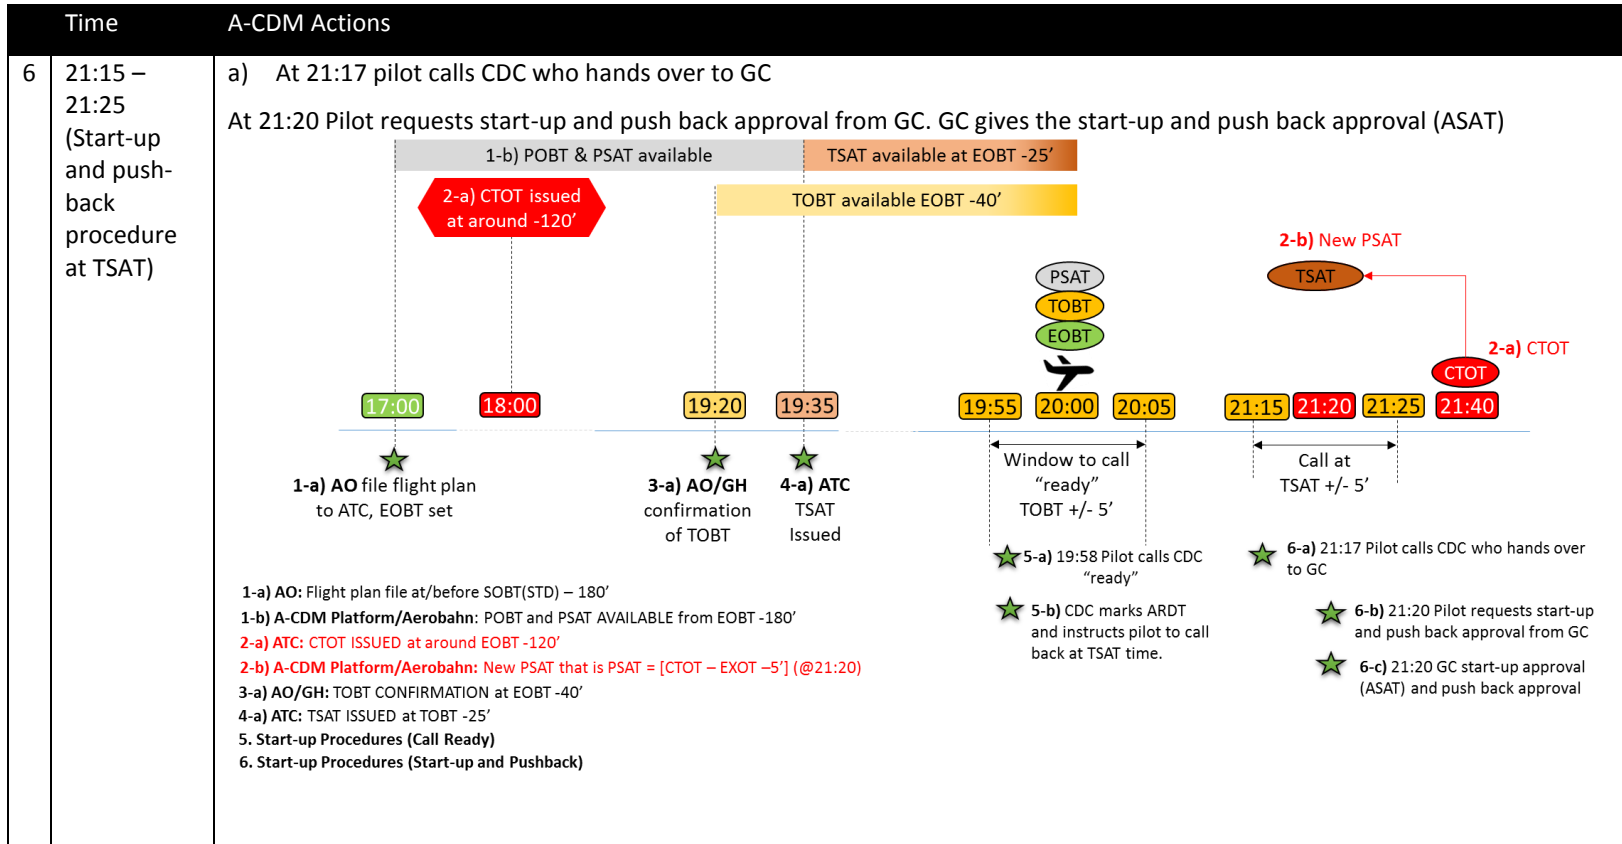 Time
A-CDM Actions
6
21:15 –
21:25
(Start-up
and push-
back
procedure
at TSAT)
a) At 21:17 pilot calls CDC who hands over to GC
At 21:20 Pilot requests start-up and push back approval from GC. GC gives the start-up and push back approval (ASAT)
1-b) POBT & PSAT available
TSAT available at EOBT -25’
2-a) CTOT issued
at around -120’
TOBT available EOBT -40’
2-b) New PSAT
PSAT
TSAT
TOBT
EOBT
2-a) CTOT
CTOT
17:00
18:00
19:20
19:35
19:55
20:00
20:05
21:15
21:20
21:25
21:40
1-a) AO file flight plan
to ATC, EOBT set
3-a) AO/GH
confirmation
of TOBT
4-a) ATC
TSAT
Issued
Window to call
“ready”
TOBT +/- 5’
Call at
TSAT +/- 5’
5-a) 19:58 Pilot calls CDC
“ready”
5-b) CDC marks ARDT
and instructs pilot to call
back at TSAT time.
6-a) 21:17 Pilot calls CDC who hands over
to GC
6-b) 21:20 Pilot requests start-up
and push back approval from GC
6-c) 21:20 GC start-up approval
(ASAT) and push back approval
1-a) AO: Flight plan file at/before SOBT(STD) – 180’
1-b) A-CDM Platform/Aerobahn: POBT and PSAT AVAILABLE from EOBT -180’
2-a) ATC: CTOT ISSUED at around EOBT -120’
2-b) A-CDM Platform/Aerobahn: New PSAT that is PSAT = [CTOT – EXOT –5’] (@21:20)
3-a) AO/GH: TOBT CONFIRMATION at EOBT -40’
4-a) ATC: TSAT ISSUED at TOBT -25’
5. Start-up Procedures (Call Ready)
6. Start-up Procedures (Start-up and Pushback)